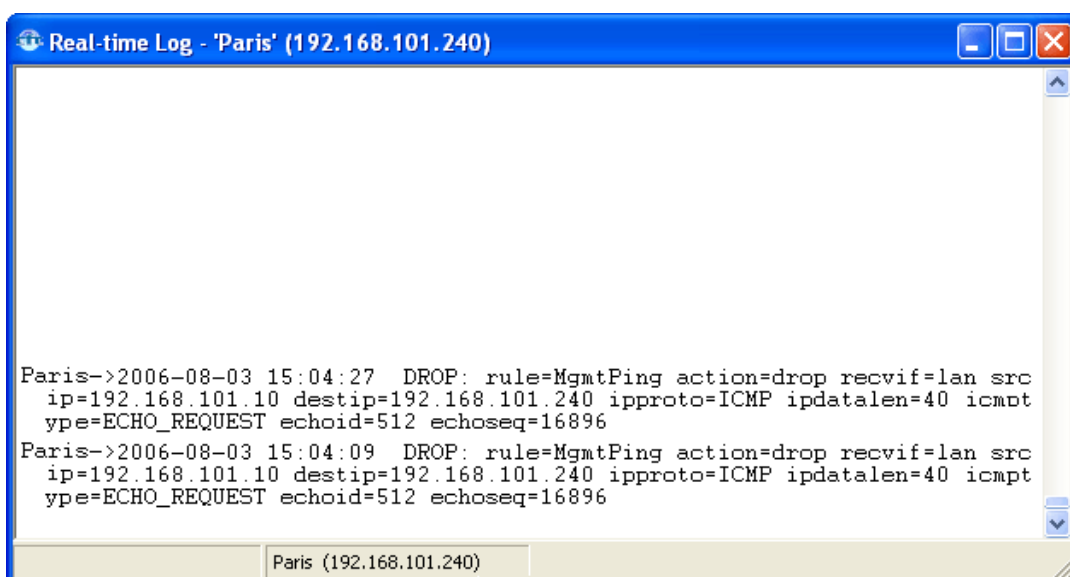 Real-time Log - 'Paris' (192.168.101.240)
Paris->2006-08-03 15:04:27  DROP: rule=MgmtPing action=drop recvif=lan src
ip=192.168.101.10 destip=192.168.101.240 ipproto=ICMP ipdatalen=40 icmpt
ype=ECHO_REQUEST echoid=512 echoseq=16896
Paris->2006-08-03 15:04:09  DROP: rule=MgmtPing action=drop recvif=lan src
ip=192.168.101.10 destip=192.168.101.240 ipproto=ICMP ipdatalen=40 icmpt
ype=ECHO_REQUEST echoid=512 echoseq=16896
Paris (192.168.101.240)